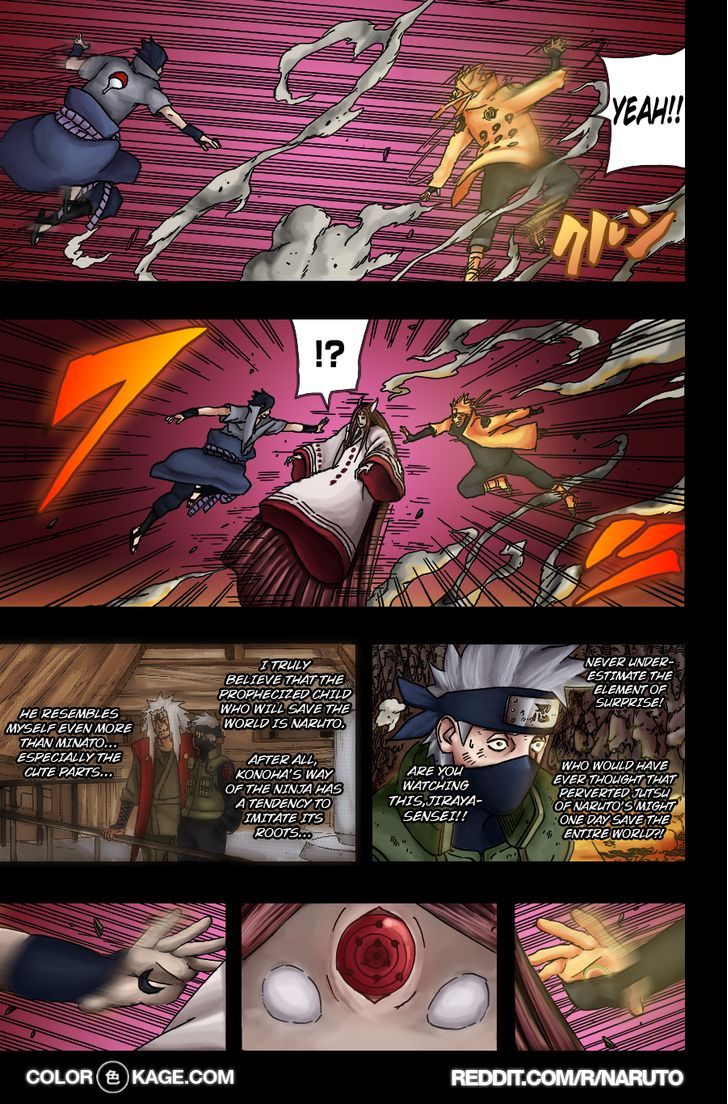 YEAH!!
クルン
!?
クワッ
NEVER UNDER-
ESTIMATE THE
ELEMENT OF
SURPRISE!
WHO WOULD HAVE
EVER THOUGHT THAT
PERVERTED JUTSU
OF NARUTO'S MIGHT
ONE DAY SAVE THE
ENTIRE WORLD?!
ARE YOU
WATCHING
THIS, JIRAYA-
SENSEI!!
I TRULY
BELIEVE THAT THE
PROPHECIZED CHILD
WHO WILL SAVE THE
WORLD IS NARUTO.
AFTER ALL,
KONOHA'S WAY
OF THE NINJA HAS
A TENDENCY TO
IMITATE ITS
ROOTS...
HE RESEMBLES
MYSELF EVEN MORE
THAN MINATO...
ESPECIALLY THE
CUTE PARTS...
COLOR 色 KAGE.COM
REDDIT.COM/R/NARUTO